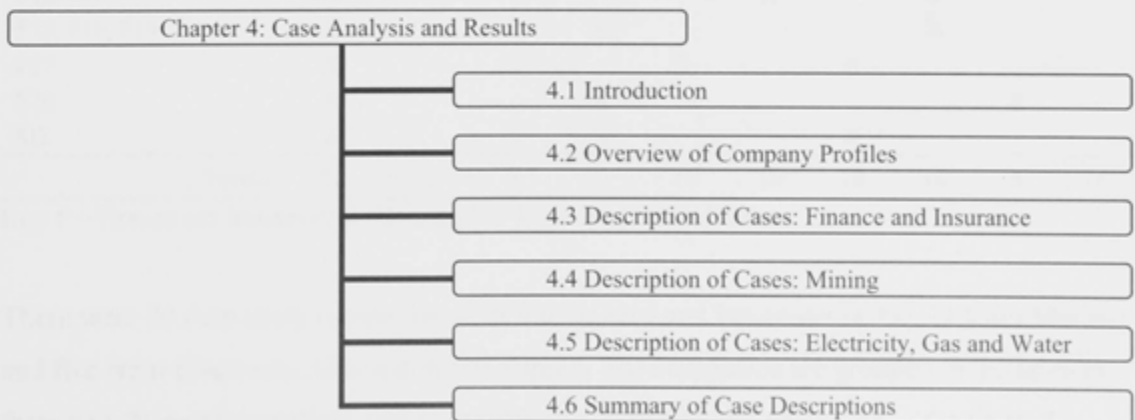 Chapter 4: Case Analysis and Results
4.1 Introduction
4.2 Overview of Company Profiles
4.3 Description of Cases: Finance and Insurance
4.4 Description of Cases: Mining
4.5 Description of Cases: Electricity, Gas and Water
4.6 Summary of Case Descriptions